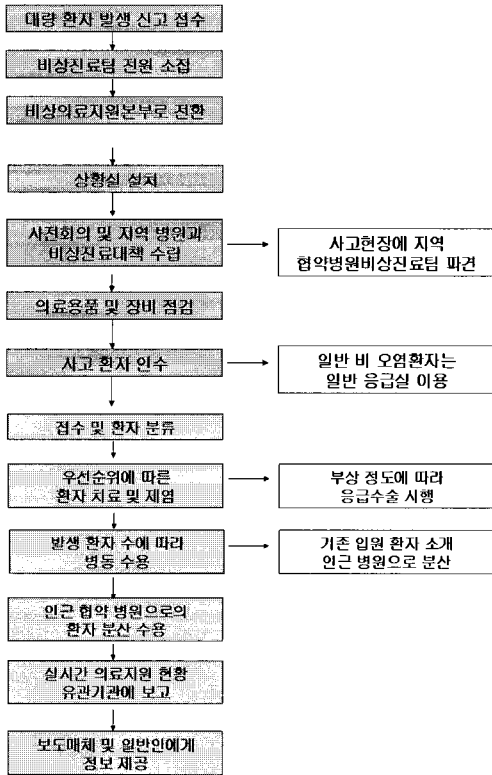 대량 환자 발생 신고 접수
비상진료팀 전원 소집
비상의료지원본부로 전환
상황실 설치
사전회의 및 지역 병원과
비상진료대책 수립
사고현장에 지역
협약병원비상진료팀 파견
의료용품 및 장비 점검
사고 환자 인수
일반 비 오염환자는
일반 응급실 이용
접수 및 환자 분류
우선순위에 따른
환자 치료 및 제염
부상 정도에 따라
응급수술 시행
발생 환자 수에 따라
병동 수용
기존 입원 환자 소개
인근 병원으로 분산
인근 협약 병원으로의
환자 분산 수용
실시간 의료지원 현황
유관기관에 보고
보도매체 및 일반인에게
정보 제공